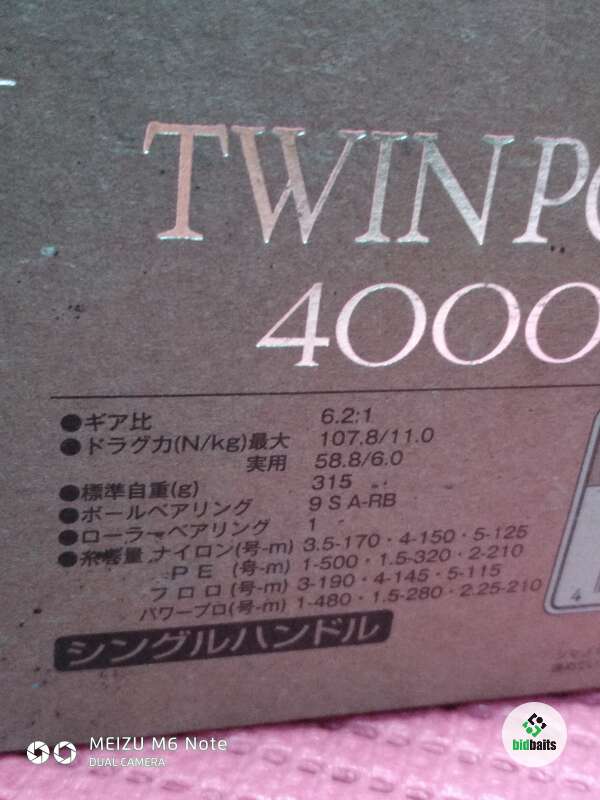 TWIN PO
4000
●ギア比 6.2:1
●ドラグ力(N/kg)最大 107.8/11.0
実用 58.8/6.0
●標準自重(g) 315
●ボールベアリング 9 S A-RB
●ローラーベアリング 1
●糸容量 ナイロン(号-m) 3.5-170・4-150・5-125
PE (号-m) 1-500・1.5-320・2-210
フロロ(号-m) 3-190・4-145・5-115
パワープロ(号-m) 1-480・1.5-280・2.25-210
シングルハンドル
4
bidbaits
MEIZU M6 Note
DUAL CAMERA